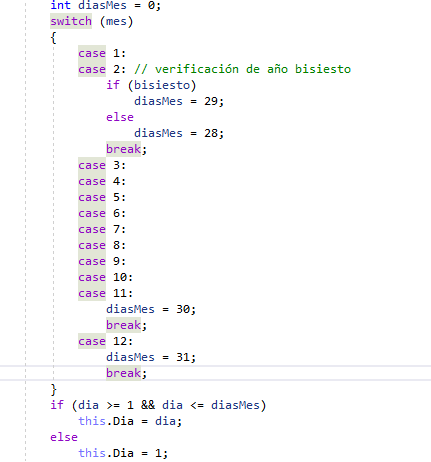 int diasMes = 0;
switch (mes)
{
case 1:
case 2: // verificación de año bisiesto
if (bisiesto)
diasMes = 29;
else
diasMes = 28;
break;
case 3:
case 4:
case 5:
case 6:
case 7:
case 8:
case 9:
case 10:
case 11:
diasMes = 30;
break;
case 12:
diasMes = 31;
break;
}
if (dia >= 1 && dia <= diasMes)
this.Dia = dia;
else
this.Dia = 1;